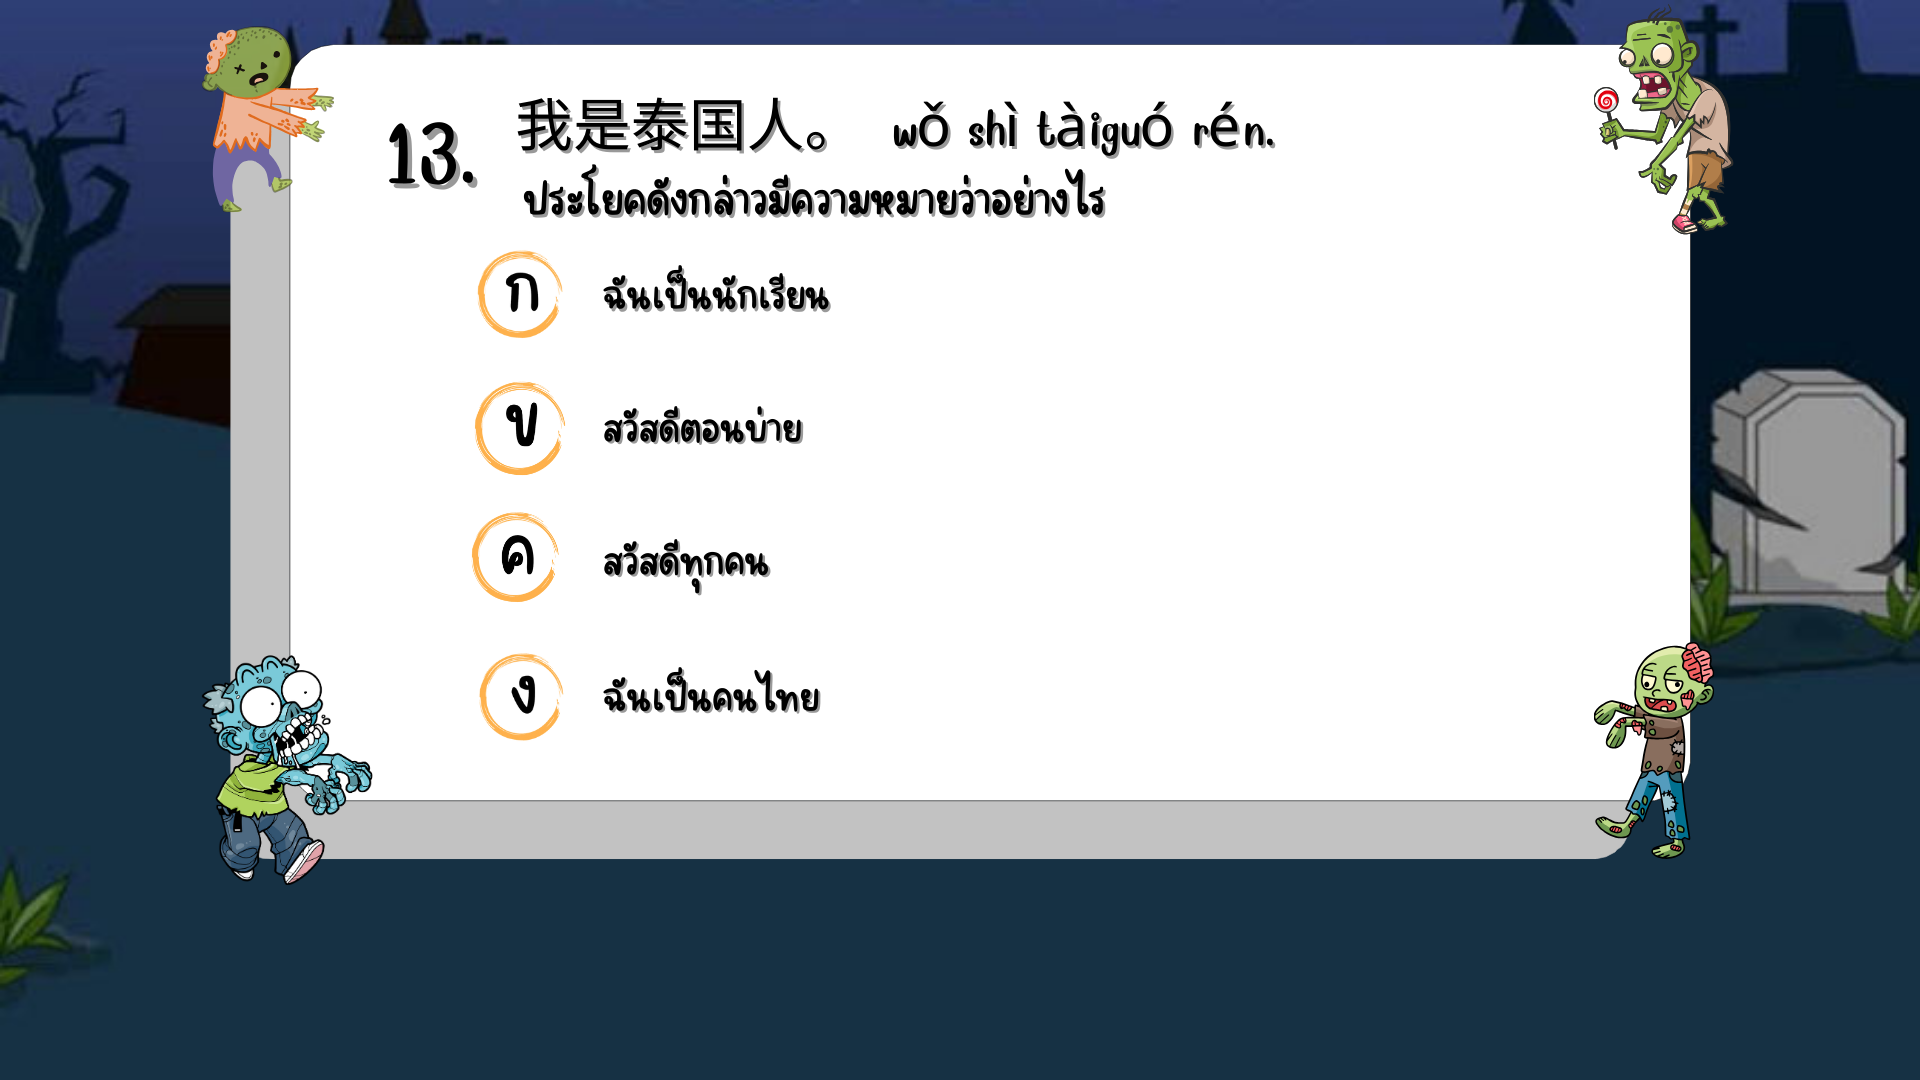 13. 我是泰国人。 wǒ shì tàiguó rén.
ประโยคดังกล่าวมีความหมายว่าอย่างไร
ก ฉันเป็นนักเรียน
ข สวัสดีตอนบ่าย
ค สวัสดีทุกคน
ง ฉันเป็นคนไทย